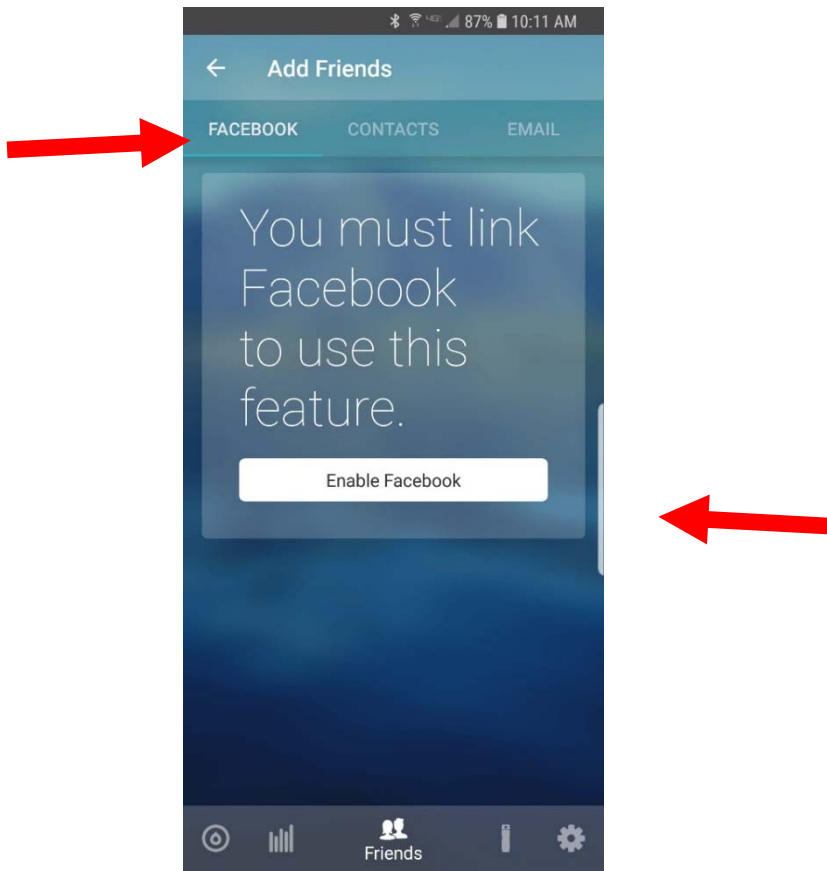 87% 10:11 AM
Add Friends
FACEBOOK CONTACTS EMAIL
You must link
Facebook
to use this
feature.
Enable Facebook
Friends